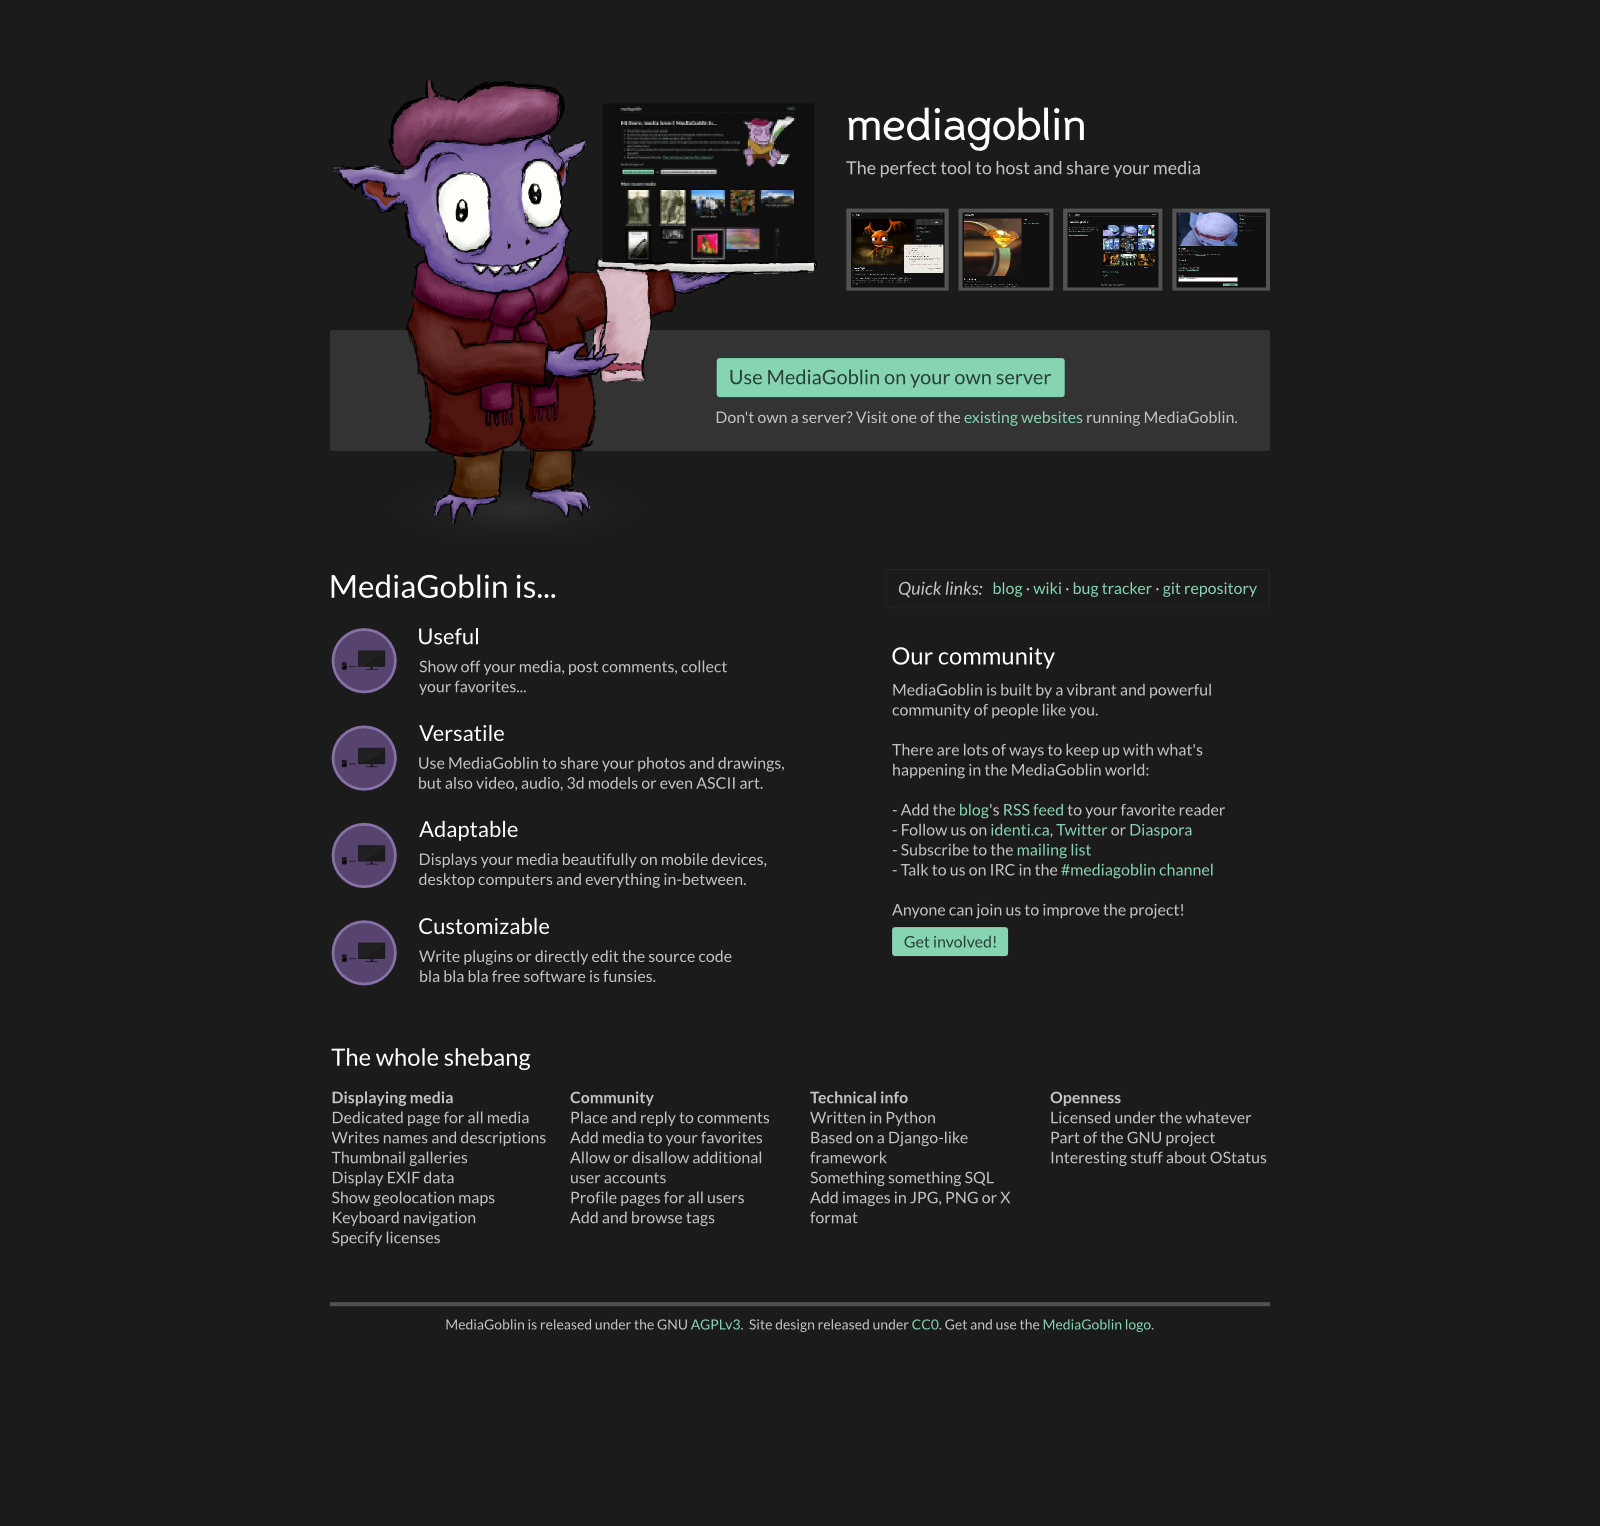 mediagoblin
The perfect tool to host and share your media
Use MediaGoblin on your own server
Don't own a server? Visit one of the existing websites running MediaGoblin.
MediaGoblin is...
Useful
Show off your media, post comments, collect
your favorites...
Versatile
Use MediaGoblin to share your photos and drawings,
but also video, audio, 3d models or even ASCII art.
Adaptable
Displays your media beautifully on mobile devices,
desktop computers and everything in-between.
Customizable
Write plugins or directly edit the source code
bla bla bla free software is funsies.
Quick links: blog · wiki · bug tracker · git repository
Our community
MediaGoblin is built by a vibrant and powerful
community of people like you.
There are lots of ways to keep up with what's
happening in the MediaGoblin world:
- Add the blog's RSS feed to your favorite reader
- Follow us on identi.ca, Twitter or Diaspora
- Subscribe to the mailing list
- Talk to us on IRC in the #mediagoblin channel
Anyone can join us to improve the project!
Get involved!
The whole shebang
Displaying media
Dedicated page for all media
Writes names and descriptions
Thumbnail galleries
Display EXIF data
Show geolocation maps
Keyboard navigation
Specify licenses
Community
Place and reply to comments
Add media to your favorites
Allow or disallow additional
user accounts
Profile pages for all users
Add and browse tags
Technical info
Written in Python
Based on a Django-like
framework
Something something SQL
Add images in JPG, PNG or X
format
Openness
Licensed under the whatever
Part of the GNU project
Interesting stuff about OStatus
MediaGoblin is released under the GNU AGPLv3. Site design released under CC0. Get and use the MediaGoblin logo.